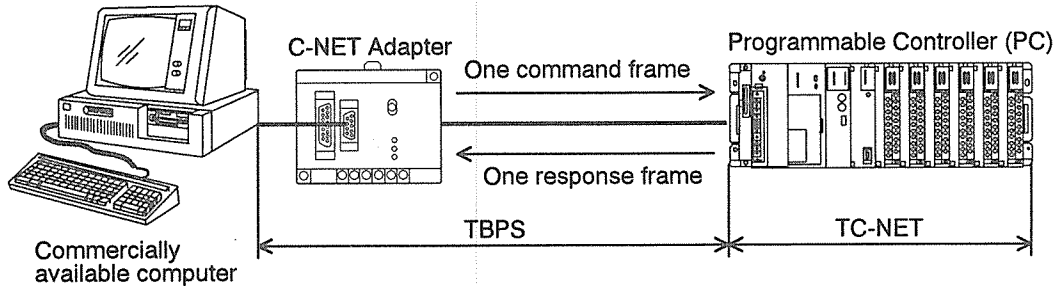 C-NET Adapter
Programmable Controller (PC)
One command frame
One response frame
TBPS
TC-NET
Commercially
available computer